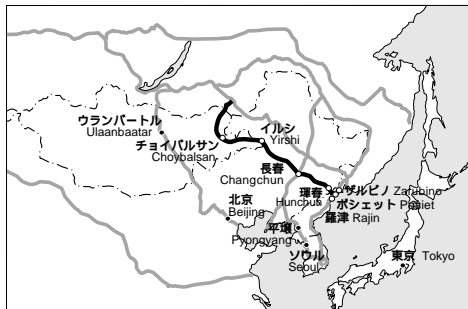 ウランバートル
Ulaanbaatar
チョイバルサン
Choybalsan
イルシ
Yirshi
長春
Changchun
琿春
Hunchun
ザルビノ Zarubino
ポシェット Posiet
羅津 Rajin
北京
Beijing
平壌
Pyongyang
ソウル
Seoul
東京 Tokyo